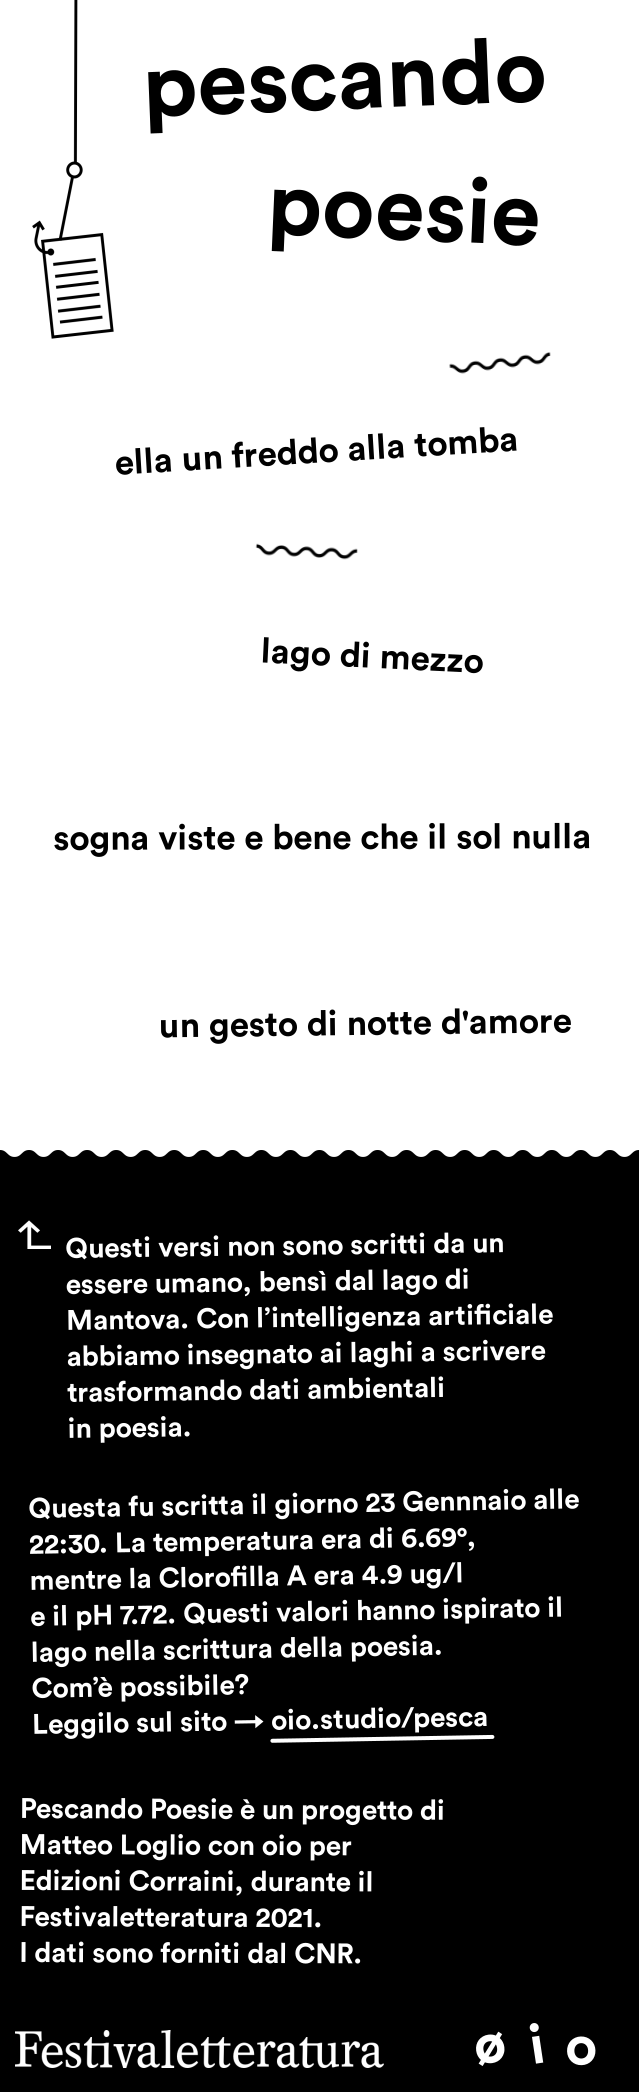 pescando
poesie
ella un freddo alla tomba
lago di mezzo
sogna viste e bene che il sol nulla
un gesto di notte d'amore
Questi versi non sono scritti da un
essere umano, bensì dal lago di
Mantova. Con l’intelligenza artificiale
abbiamo insegnato ai laghi a scrivere
trasformando dati ambientali
in poesia.
Questa fu scritta il giorno 23 Gennnaio alle
22:30. La temperatura era di 6.69°,
mentre la Clorofilla A era 4.9 ug/l
e il pH 7.72. Questi valori hanno ispirato il
lago nella scrittura della poesia.
Com’è possibile?
Leggilo sul sito → oio.studio/pesca
Pescando Poesie è un progetto di
Matteo Loglio con oio per
Edizioni Corraini, durante il
Festivaletteratura 2021.
I dati sono forniti dal CNR.
Festivaletteratura
ø i o